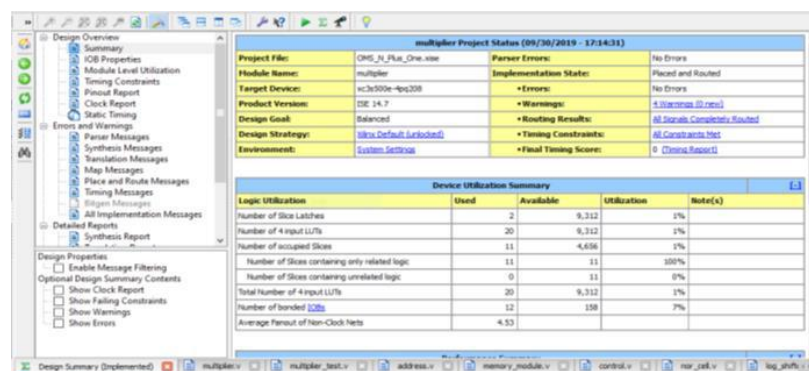 Design Overview
Summary
IOB Properties
Module Level Utilization
Timing Constraints
Pinout Report
Clock Report
Static Timing
Errors and Warnings
Parser Messages
Synthesis Messages
Translation Messages
Map Messages
Place and Route Messages
Timing Messages
Bitgen Messages
All Implementation Messages
Detailed Reports
Synthesis Report
Design Properties
Enable Message Filtering
Optional Design Summary Contents
Show Clock Report
Show Failing Constraints
Show Warnings
Show Errors
multiplier Project Status (09/30/2019 - 17:14:31)
Project File: OMS_N_Plus_One.xise Parser Errors: No Errors
Module Name: multiplier Implementation State: Placed and Routed
Target Device: xc3s500e-4pq208 •Errors: No Errors
Product Version: ISE 14.7 •Warnings: 4 Warnings (0 new)
Design Goal: Balanced •Routing Results: All Signals Completely Routed
Design Strategy: Xilinx Default (unlocked) •Timing Constraints: All Constraints Met
Environment: System Settings •Final Timing Score: 0 (Timing Report)
Device Utilization Summary [-]
Logic Utilization Used Available Utilization Note(s)
Number of Slice Latches 2 9,312 1%
Number of 4 input LUTs 20 9,312 1%
Number of occupied Slices 11 4,656 1%
Number of Slices containing only related logic 11 11 100%
Number of Slices containing unrelated logic 0 11 0%
Total Number of 4 input LUTs 20 9,312 1%
Number of bonded IOBs 12 158 7%
Average Fanout of Non-Clock Nets 4.53
Design Summary (Implemented) multiplier.v multiplier_test.v address.v memory_module.v control.v nor_cell.v